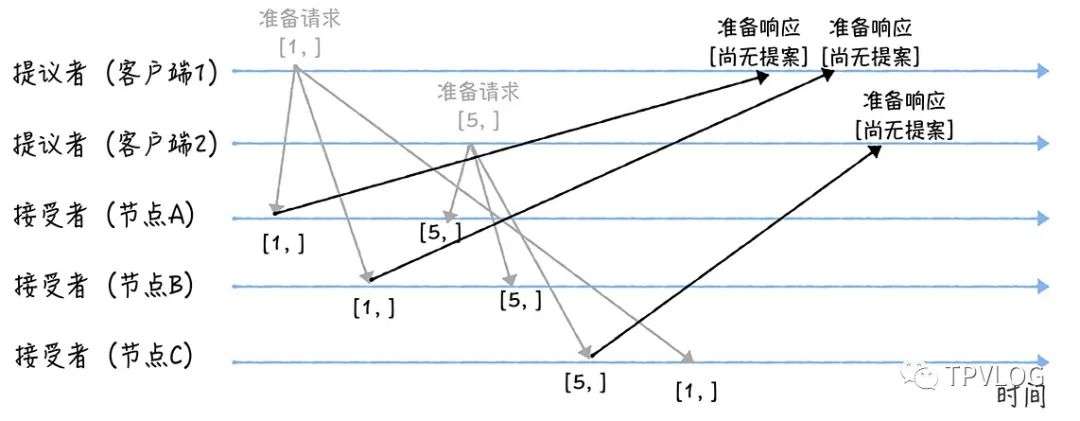 准备请求
[1, ]
准备响应
[尚无提案]
准备响应
[尚无提案]
提议者（客户端1）
准备请求
[5, ]
准备响应
[尚无提案]
提议者（客户端2）
接受者（节点A）
[1, ]
[5, ]
接受者（节点B）
[1, ]
[5, ]
接受者（节点C）
[5, ]
[1, ]
TPVLOG
时间